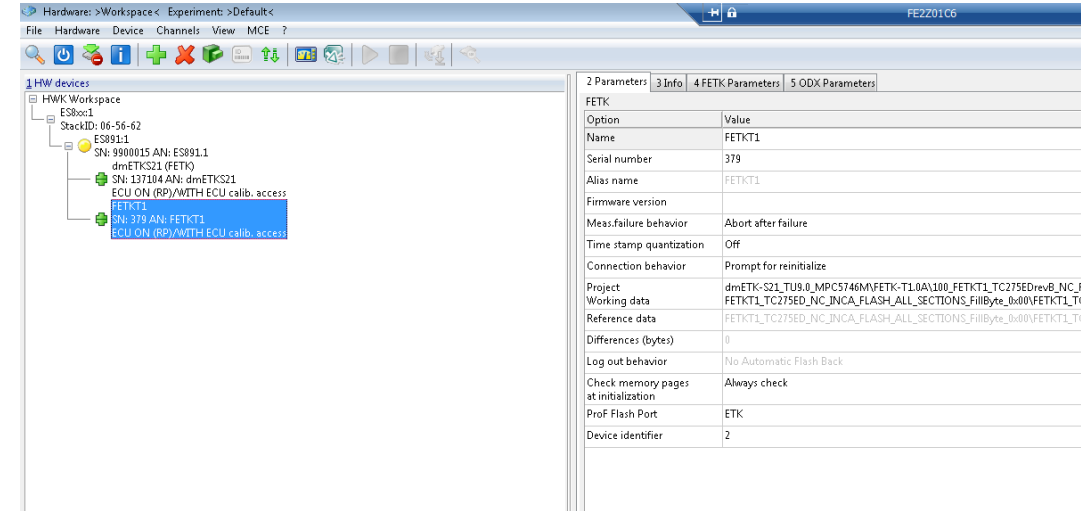 Hardware: >Workspace< Experiment: >Default<
FE2Z01C6
File Hardware Device Channels View MCE ?
1 HW devices
HWK Workspace
ES8xx:1
StackID: 06-56-62
ES891:1
SN: 9900015 AN: ES891.1
dmETKS21 (FETK)
SN: 137104 AN: dmETKS21
ECU ON (RP)/WITH ECU calib. access
FETKT1
SN: 379 AN: FETKT1
ECU ON (RP)/WITH ECU calib. access
2 Parameters 3 Info 4 FETK Parameters 5 ODX Parameters
FETK
Option Value
Name FETKT1
Serial number 379
Alias name FETKT1
Firmware version
Meas.failure behavior Abort after failure
Time stamp quantization Off
Connection behavior Prompt for reinitialize
Project dmETK-S21_TU9.0_MPC5746M\FETK-T1.0A\100_FETKT1_TC275EDrevB_NC_
Working data FETKT1_TC275ED_NC_INCA_FLASH_ALL_SECTIONS_FillByte_0x00\FETKT1_T
Reference data FETKT1_TC275ED_NC_INCA_FLASH_ALL_SECTIONS_FillByte_0x00\FETKT1_T
Differences (bytes) 0
Log out behavior No Automatic Flash Back
Check memory pages Always check
at initialization
ProF Flash Port ETK
Device identifier 2